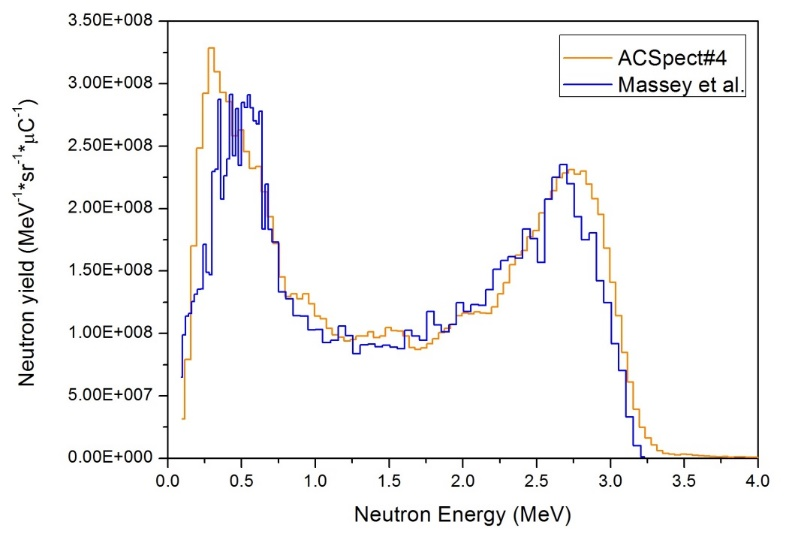 3.50E+008
3.00E+008
2.50E+008
2.00E+008
1.50E+008
1.00E+008
5.00E+007
0.00E+000
Neutron yield (MeV⁻¹*sr⁻¹*μC⁻¹)
ACSpect#4
Massey et al.
0.0 0.5 1.0 1.5 2.0 2.5 3.0 3.5 4.0
Neutron Energy (MeV)